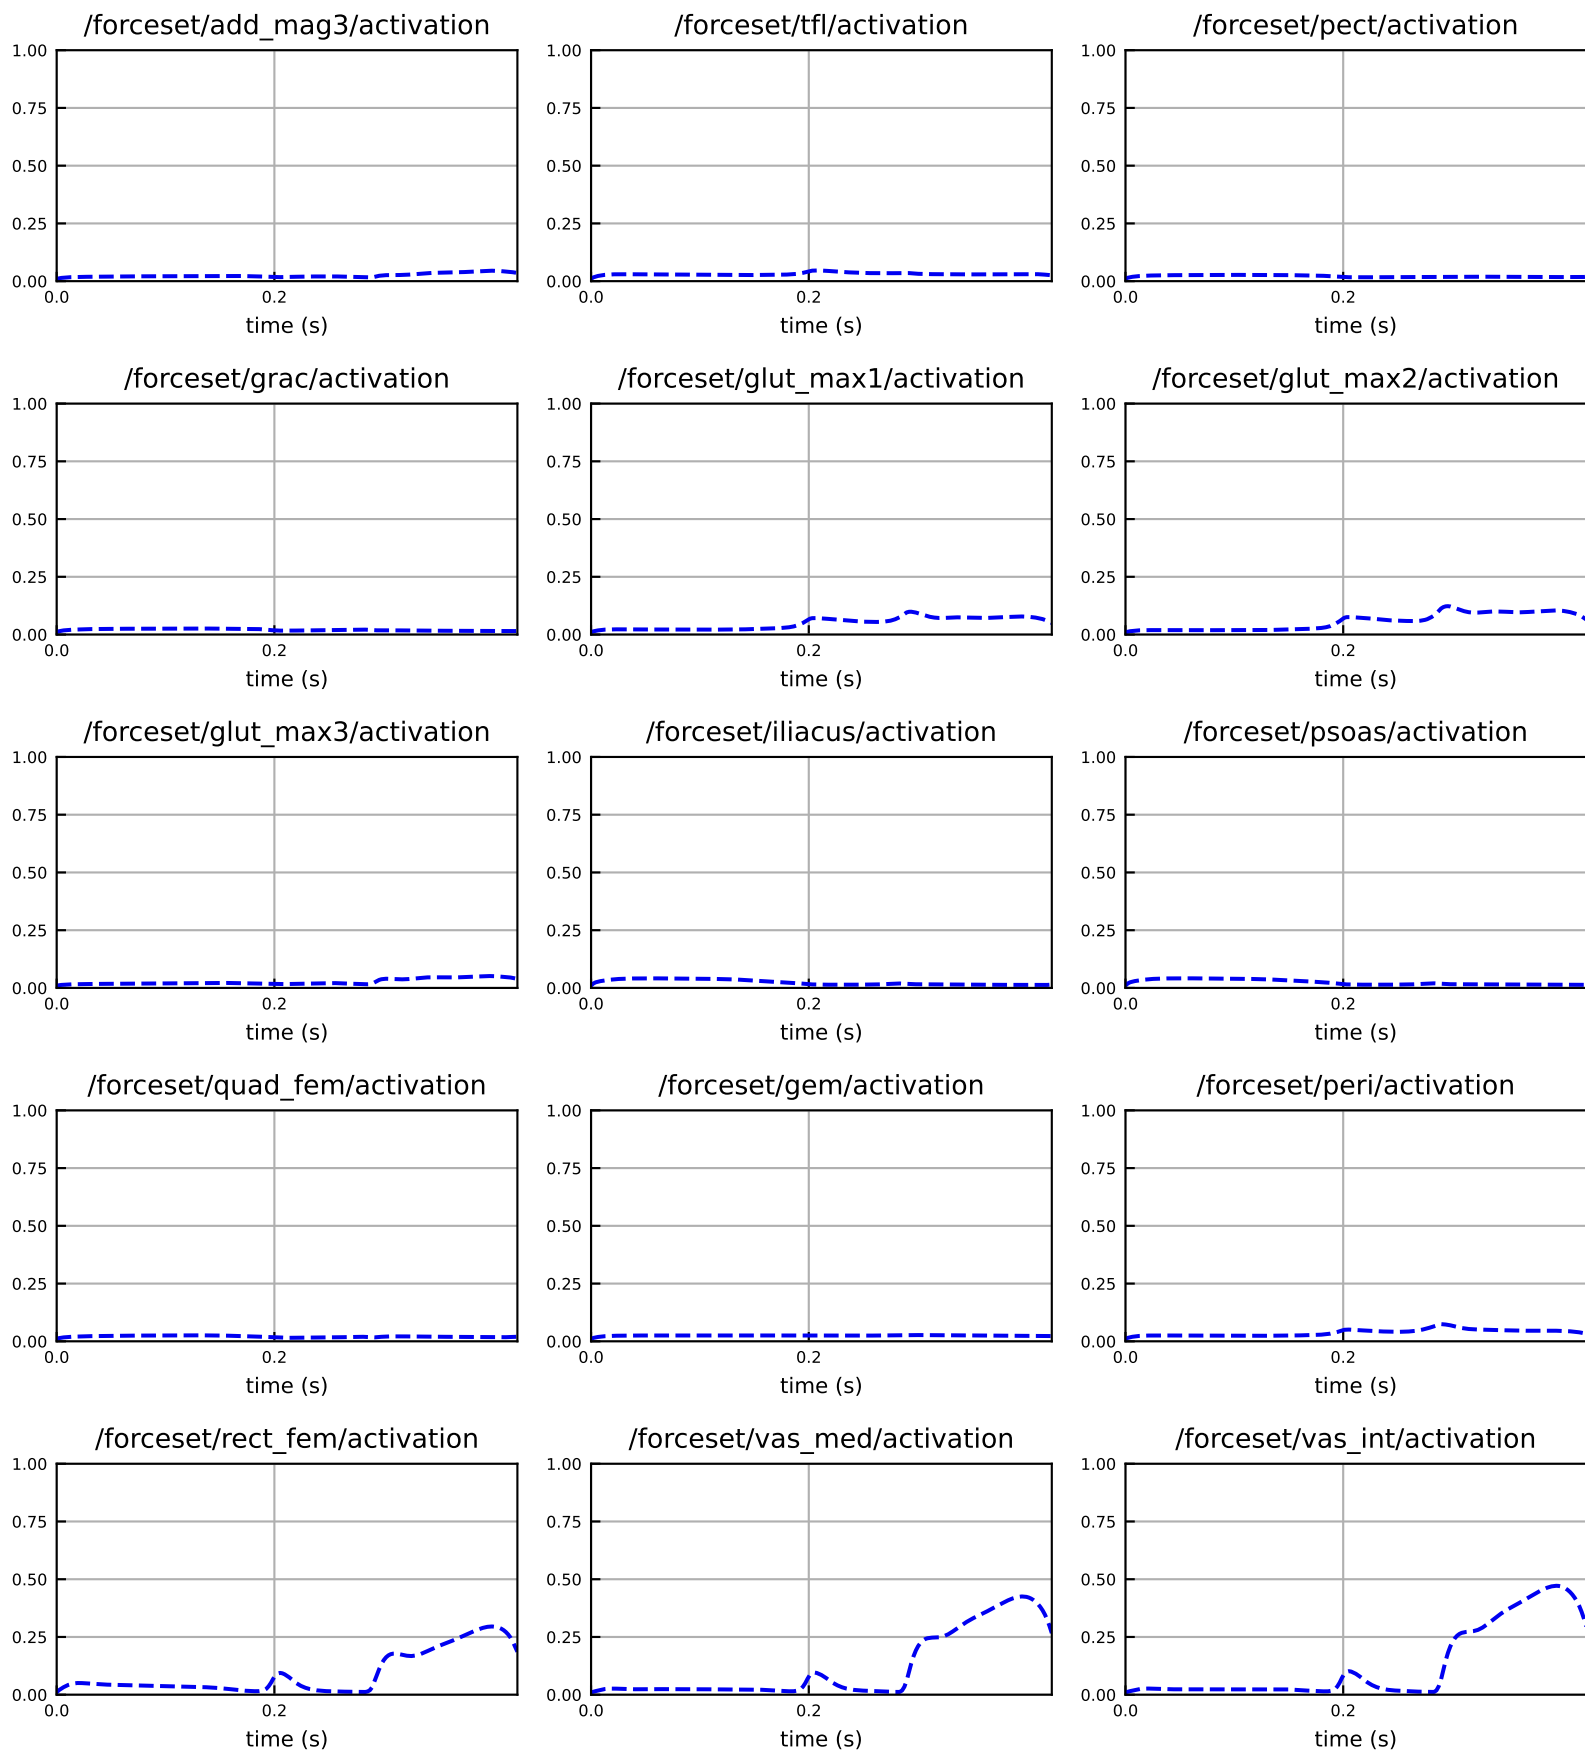 /forceset/add_mag3/activation /forceset/tfl/activation /forceset/pect/activation
1.00 1.00 1.00
0.75 0.75 0.75
0.50 0.50 0.50
0.25 0.25 0.25
0.00 0.00 0.00
0.0 0.2 0.0 0.2 0.0 0.2
time (s) time (s) time (s)
/forceset/grac/activation /forceset/glut_max1/activation /forceset/glut_max2/activation
1.00 1.00 1.00
0.75 0.75 0.75
0.50 0.50 0.50
0.25 0.25 0.25
0.00 0.00 0.00
0.0 0.2 0.0 0.2 0.0 0.2
time (s) time (s) time (s)
/forceset/glut_max3/activation /forceset/iliacus/activation /forceset/psoas/activation
1.00 1.00 1.00
0.75 0.75 0.75
0.50 0.50 0.50
0.25 0.25 0.25
0.00 0.00 0.00
0.0 0.2 0.0 0.2 0.0 0.2
time (s) time (s) time (s)
/forceset/quad_fem/activation /forceset/gem/activation /forceset/peri/activation
1.00 1.00 1.00
0.75 0.75 0.75
0.50 0.50 0.50
0.25 0.25 0.25
0.00 0.00 0.00
0.0 0.2 0.0 0.2 0.0 0.2
time (s) time (s) time (s)
/forceset/rect_fem/activation /forceset/vas_med/activation /forceset/vas_int/activation
1.00 1.00 1.00
0.75 0.75 0.75
0.50 0.50 0.50
0.25 0.25 0.25
0.00 0.00 0.00
0.0 0.2 0.0 0.2 0.0 0.2
time (s) time (s) time (s)